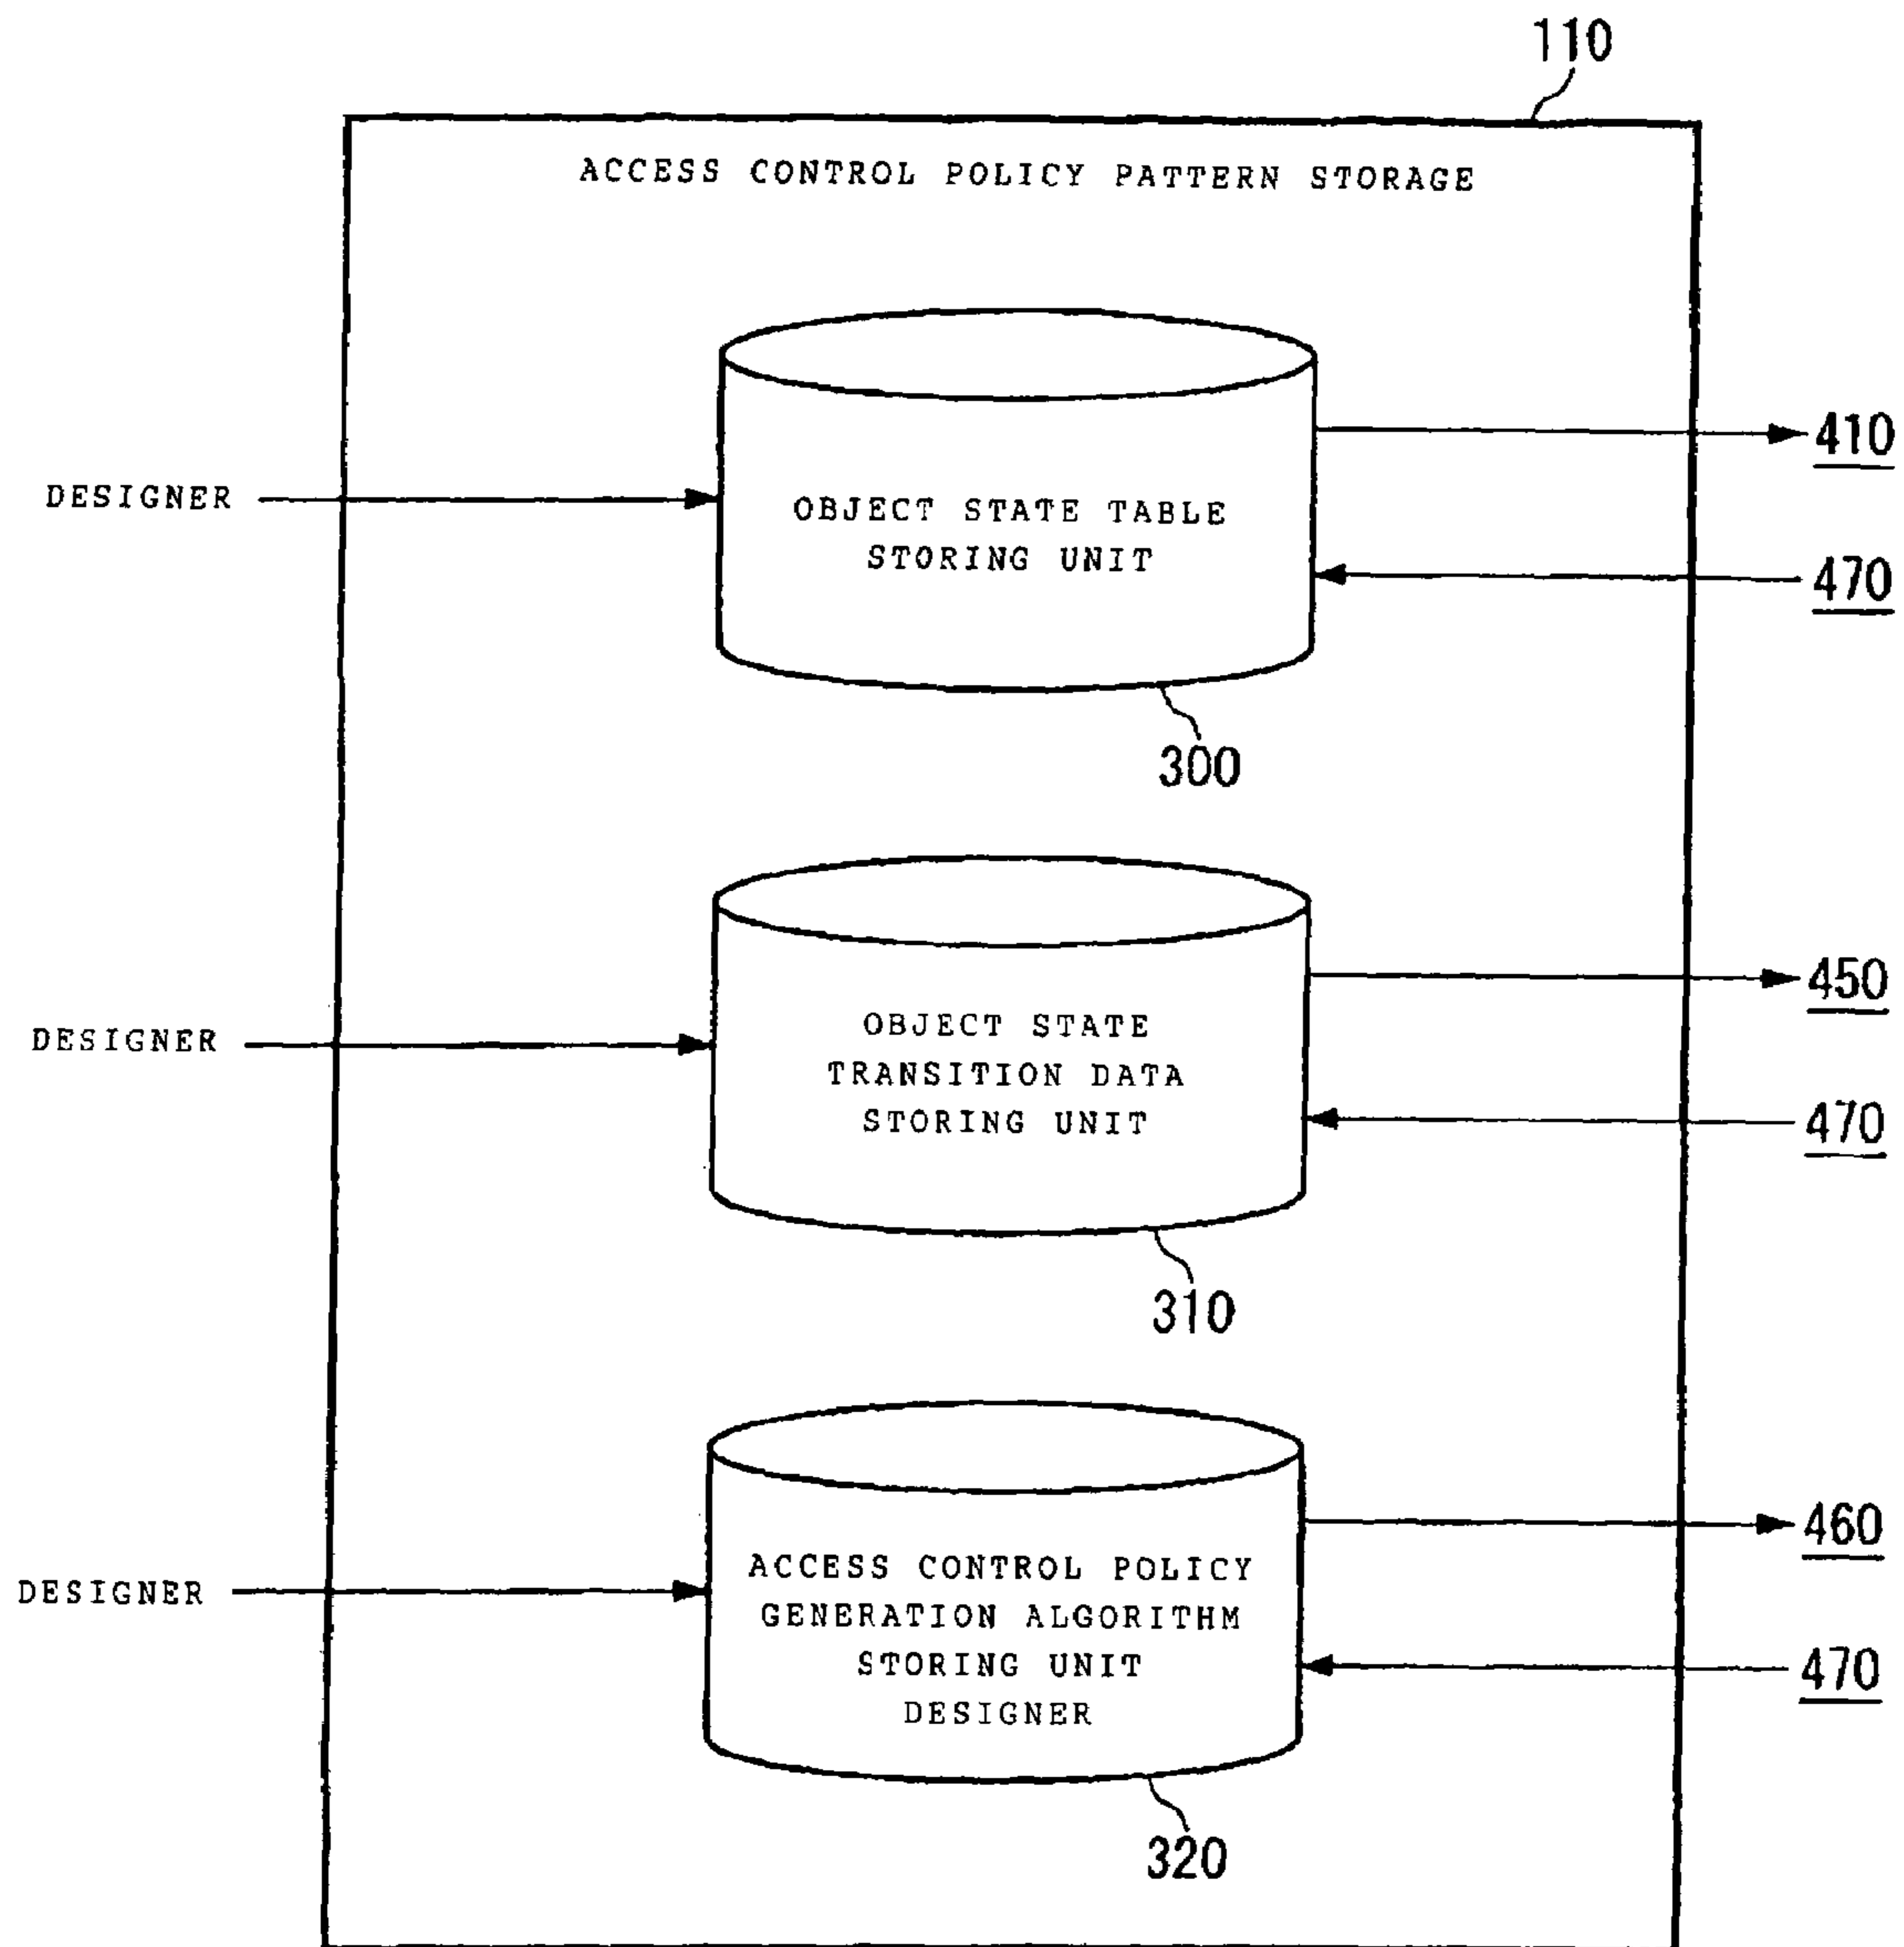 110
ACCESS CONTROL POLICY PATTERN STORAGE
410
DESIGNER
OBJECT STATE TABLE
STORING UNIT
470
300
450
DESIGNER
OBJECT STATE
TRANSITION DATA
STORING UNIT
470
310
460
DESIGNER
ACCESS CONTROL POLICY
GENERATION ALGORITHM
STORING UNIT
DESIGNER
470
320